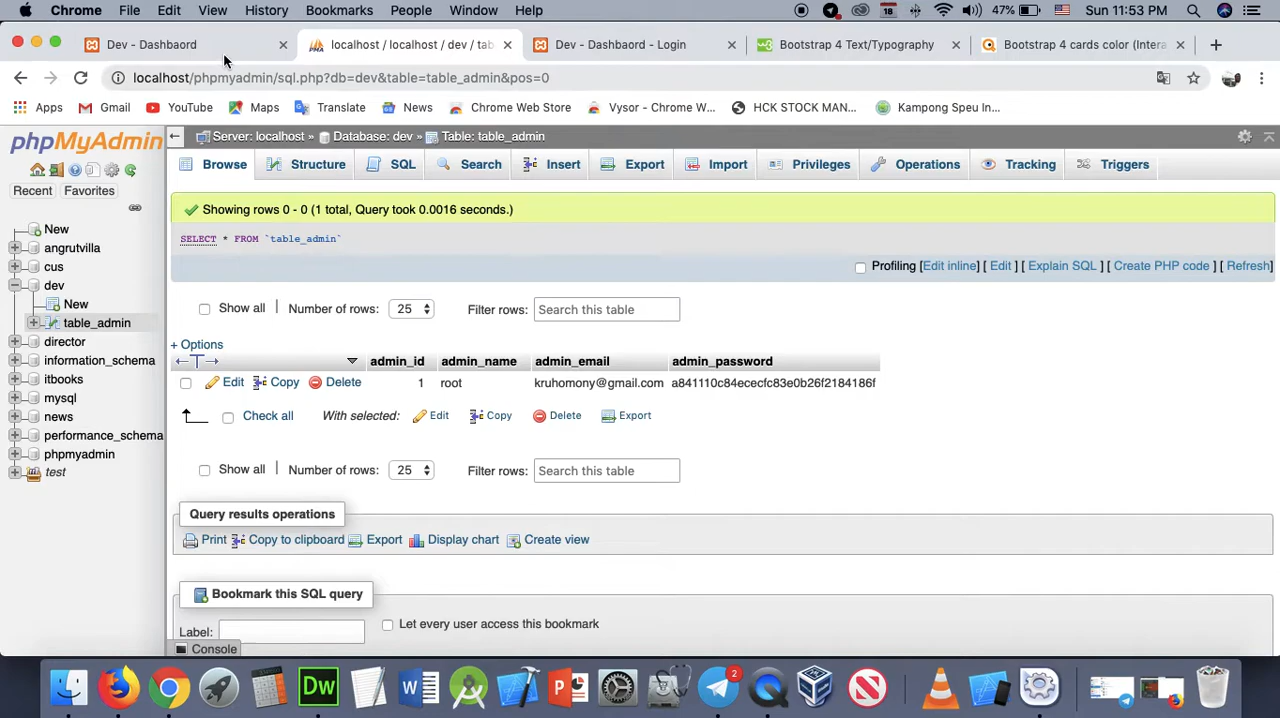 Chrome File Edit View History Bookmarks People Window Help 18 47% Sun 11:53 PM
Dev - Dashbaord localhost / localhost / dev / tab Dev - Dashbaord - Login Bootstrap 4 Text/Typography Bootstrap 4 cards color (Intera
localhost/phpmyadmin/sql.php?db=dev&table=table_admin&pos=0
Apps Gmail YouTube Maps Translate News Chrome Web Store Vysor - Chrome W... HCK STOCK MAN... Kampong Speu In...
phpMyAdmin
Recent Favorites
New
angrutvilla
cus
dev
New
table_admin
director
information_schema
itbooks
mysql
news
performance_schema
phpmyadmin
test
Server: localhost » Database: dev » Table: table_admin
Browse Structure SQL Search Insert Export Import Privileges Operations Tracking Triggers
Showing rows 0 - 0 (1 total, Query took 0.0016 seconds.)
SELECT * FROM `table_admin`
Profiling [Edit inline] [ Edit ] [ Explain SQL ] [ Create PHP code ] [ Refresh]
Show all Number of rows: 25 Filter rows: Search this table
+ Options
admin_id admin_name admin_email admin_password
Edit Copy Delete 1 root kruhomony@gmail.com a841110c84ececfc83e0b26f2184186f
Check all With selected: Edit Copy Delete Export
Show all Number of rows: 25 Filter rows: Search this table
Query results operations
Print Copy to clipboard Export Display chart Create view
Bookmark this SQL query
Label: Let every user access this bookmark
Console
Dw W P 2 N